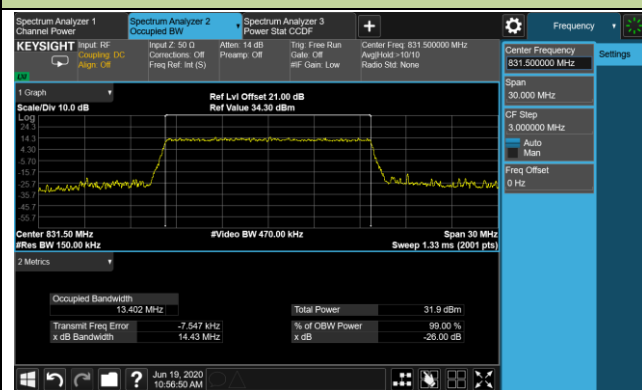 Spectrum Analyzer 1
Channel Power
Spectrum Analyzer 2
Occupied BW
Spectrum Analyzer 3
Power Stat CCDF
Frequency
KEYSIGHT
Input: RF
Coupling: DC
Align: Off
Input Z: 50 Ω
Corrections: Off
Freq Ref: Int (S)
Atten: 14 dB
Preamp: Off
Trig: Free Run
Gate: Off
#IF Gain: Low
Center Freq: 831.500000 MHz
Avg|Hold >10/10
Radio Std: None
LXI
Center Frequency
831.500000 MHz
Settings
Span
30.000 MHz
CF Step
3.000000 MHz
Auto
Man
Freq Offset
0 Hz
1 Graph
Scale/Div 10.0 dB
Ref Lvl Offset 21.00 dB
Ref Value 34.30 dBm
Log
24.3
14.3
4.30
-5.70
-15.7
-25.7
-35.7
-45.7
-55.7
Center 831.50 MHz
#Res BW 150.00 kHz
#Video BW 470.00 kHz
Span 30 MHz
Sweep 1.33 ms (2001 pts)
2 Metrics
Occupied Bandwidth
13.402 MHz
Total Power 31.9 dBm
Transmit Freq Error -7.547 kHz
% of OBW Power 99.00 %
x dB Bandwidth 14.43 MHz
x dB -26.00 dB
Jun 19, 2020
10:56:50 AM